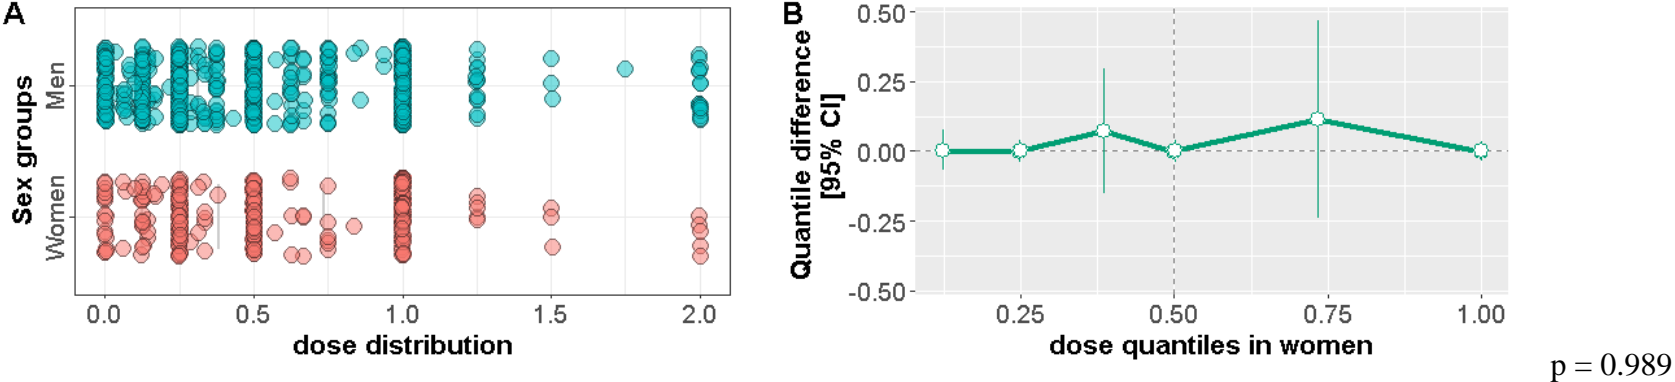 A
Sex groups
Men
Women
0.0 0.5 1.0 1.5 2.0
dose distribution
B
Quantile difference
[95% CI]
0.50
0.25
0.00
-0.25
-0.50
0.25 0.50 0.75 1.00
dose quantiles in women
p = 0.989